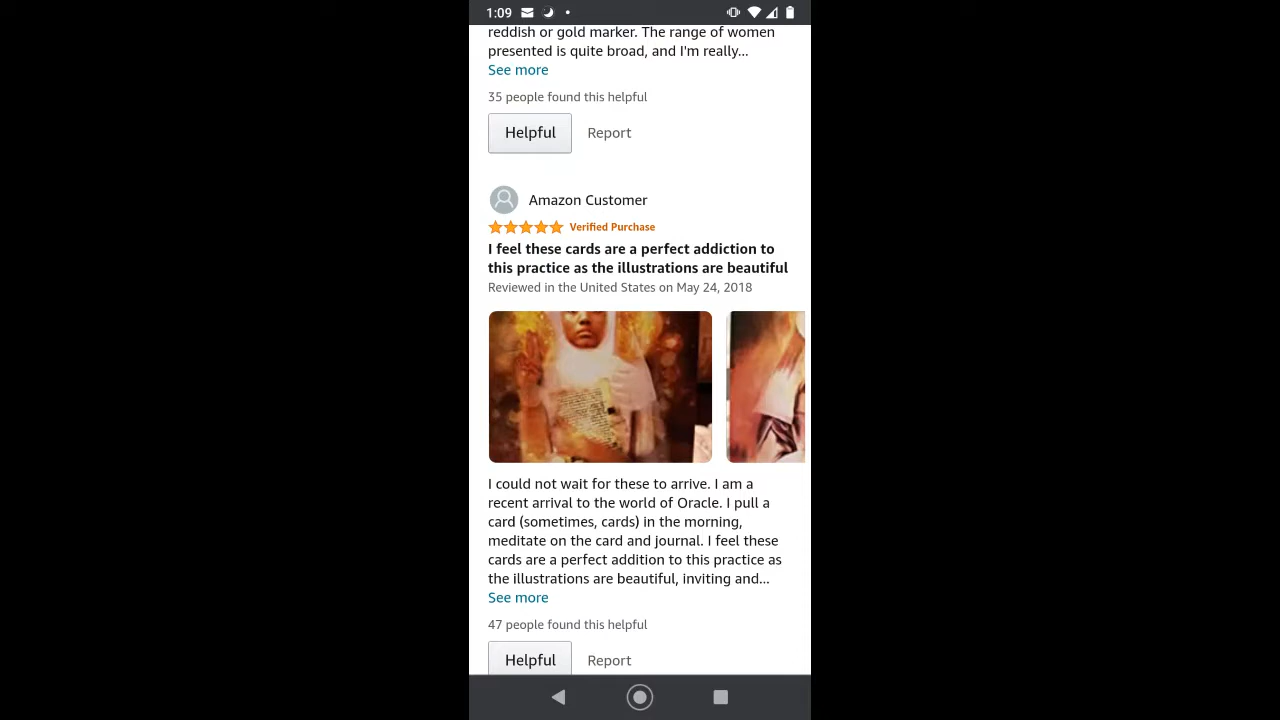 1:09
reddish or gold marker. The range of women
presented is quite broad, and I'm really...
See more
35 people found this helpful
Helpful
Report
Amazon Customer
Verified Purchase
I feel these cards are a perfect addiction to
this practice as the illustrations are beautiful
Reviewed in the United States on May 24, 2018
I could not wait for these to arrive. I am a
recent arrival to the world of Oracle. I pull a
card (sometimes, cards) in the morning,
meditate on the card and journal. I feel these
cards are a perfect addition to this practice as
the illustrations are beautiful, inviting and...
See more
47 people found this helpful
Helpful
Report